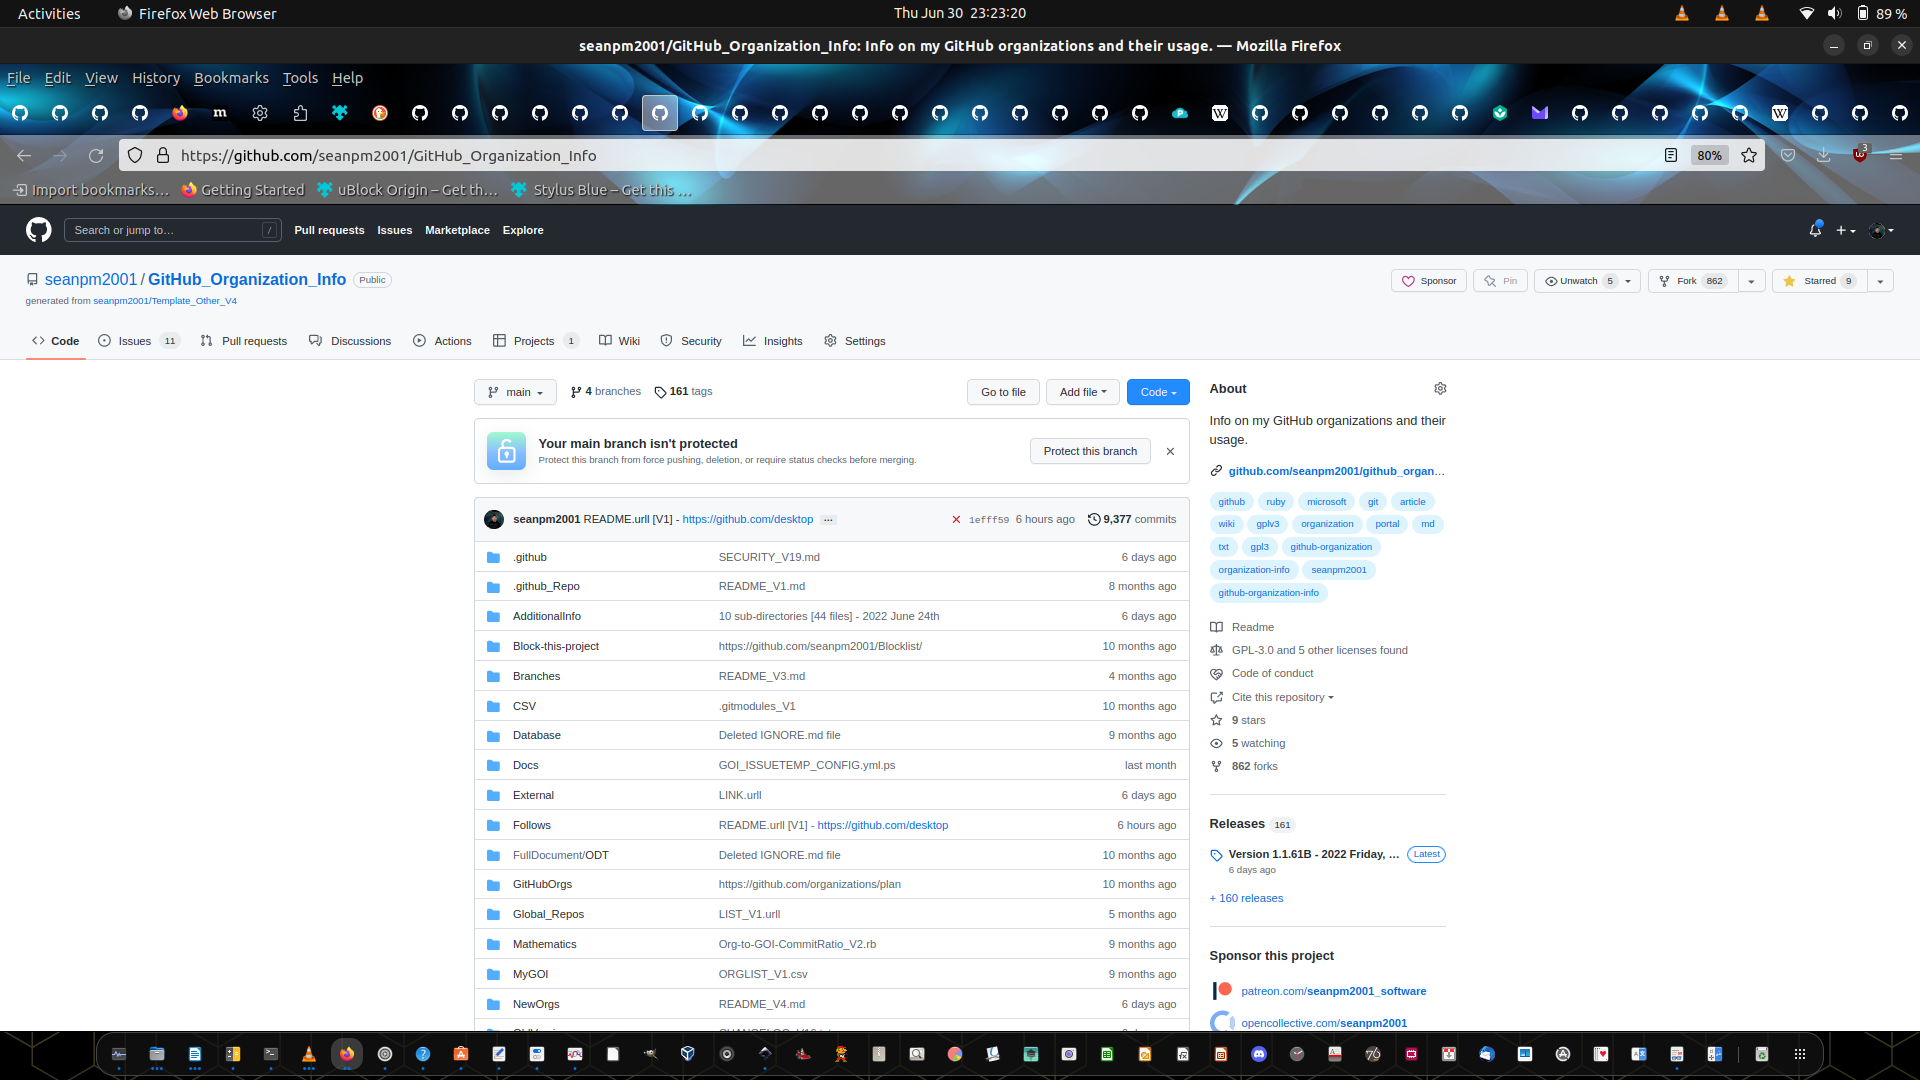 Activities
Firefox Web Browser
Thu Jun 30 23:23:20
89 %
seanpm2001/GitHub_Organization_Info: Info on my GitHub organizations and their usage. — Mozilla Firefox
File Edit View History Bookmarks Tools Help
https://github.com/seanpm2001/GitHub_Organization_Info
80%
3
Import bookmarks…
Getting Started
uBlock Origin – Get th…
Stylus Blue – Get this …
Search or jump to…
/
Pull requests
Issues
Marketplace
Explore
seanpm2001 / GitHub_Organization_Info
Public
generated from seanpm2001/Template_Other_V4
Sponsor
Pin
Unwatch 5
Fork 862
Starred 9
Code
Issues 11
Pull requests
Discussions
Actions
Projects 1
Wiki
Security
Insights
Settings
main
4 branches
161 tags
Go to file
Add file
Code
Your main branch isn't protected
Protect this branch from force pushing, deletion, or require status checks before merging.
Protect this branch
seanpm2001 README.urll [V1] - https://github.com/desktop ...
1efff59 6 hours ago
9,377 commits
.github SECURITY_V19.md 6 days ago
.github_Repo README_V1.md 8 months ago
AdditionalInfo 10 sub-directories [44 files] - 2022 June 24th 6 days ago
Block-this-project https://github.com/seanpm2001/Blocklist/ 10 months ago
Branches README_V3.md 4 months ago
CSV .gitmodules_V1 10 months ago
Database Deleted IGNORE.md file 9 months ago
Docs GOI_ISSUETEMP_CONFIG.yml.ps last month
External LINK.urll 6 days ago
Follows README.urll [V1] - https://github.com/desktop 6 hours ago
FullDocument/ODT Deleted IGNORE.md file 10 months ago
GitHubOrgs https://github.com/organizations/plan 10 months ago
Global_Repos LIST_V1.urll 5 months ago
Mathematics Org-to-GOI-CommitRatio_V2.rb 9 months ago
MyGOI ORGLIST_V1.csv 9 months ago
NewOrgs README_V4.md 6 days ago
About
Info on my GitHub organizations and their
usage.
github.com/seanpm2001/github_organ…
github ruby microsoft git article
wiki gplv3 organization portal md
txt gpl3 github-organization
organization-info seanpm2001
github-organization-info
Readme
GPL-3.0 and 5 other licenses found
Code of conduct
Cite this repository
9 stars
5 watching
862 forks
Releases 161
Version 1.1.61B - 2022 Friday, ...
Latest
6 days ago
+ 160 releases
Sponsor this project
patreon.com/seanpm2001_software
opencollective.com/seanpm2001